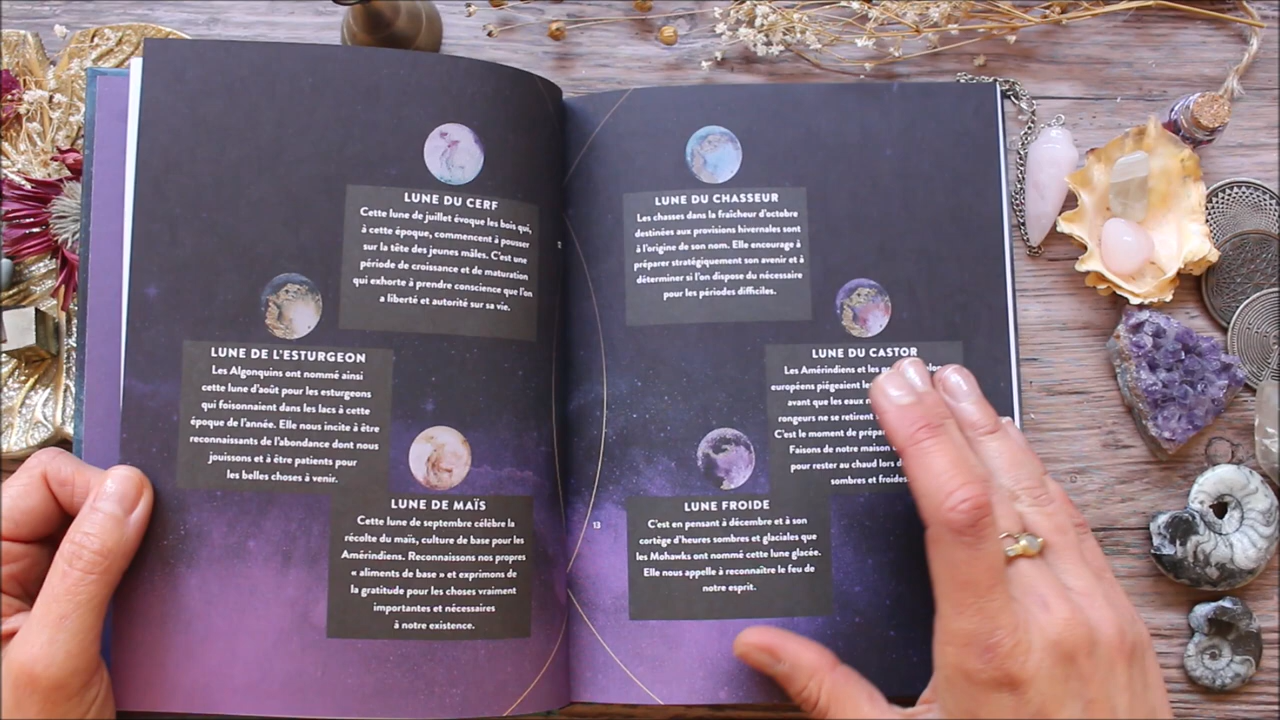 LUNE DU CERF
Cette lune de juillet évoque les bois qui,
à cette époque, commencent à pousser
sur la tête des jeunes mâles. C'est une
période de croissance et de maturation
qui exhorte à prendre conscience que l'on
a liberté et autorité sur sa vie.
LUNE DE L'ESTURGEON
Les Algonquins ont nommé ainsi
cette lune d'août pour les esturgeons
qui foisonnaient dans les lacs à cette
époque de l'année. Elle nous incite à être
reconnaissants de l'abondance dont nous
jouissons et à être patients pour
les belles choses à venir.
LUNE DE MAÏS
Cette lune de septembre célèbre la
récolte du maïs, culture de base pour les
Amérindiens. Reconnaissons nos propres
« aliments de base » et exprimons de
la gratitude pour les choses vraiment
importantes et nécessaires
à notre existence.
LUNE DU CHASSEUR
Les chasses dans la fraîcheur d'octobre
destinées aux provisions hivernales sont
à l'origine de son nom. Elle encourage à
préparer stratégiquement son avenir et à
déterminer si l'on dispose du nécessaire
pour les périodes difficiles.
LUNE DU CASTOR
Les Amérindiens et les
européens piégeaient les
avant que les eaux
rongeurs ne se retirent
C'est le moment de
Faisons de notre maison
pour rester au chaud lors
sombres et froides
LUNE FROIDE
C'est en pensant à décembre et à son
cortège d'heures sombres et glaciales que
les Mohawks ont nommé cette lune glacée.
Elle nous appelle à reconnaître le feu de
notre esprit.
13